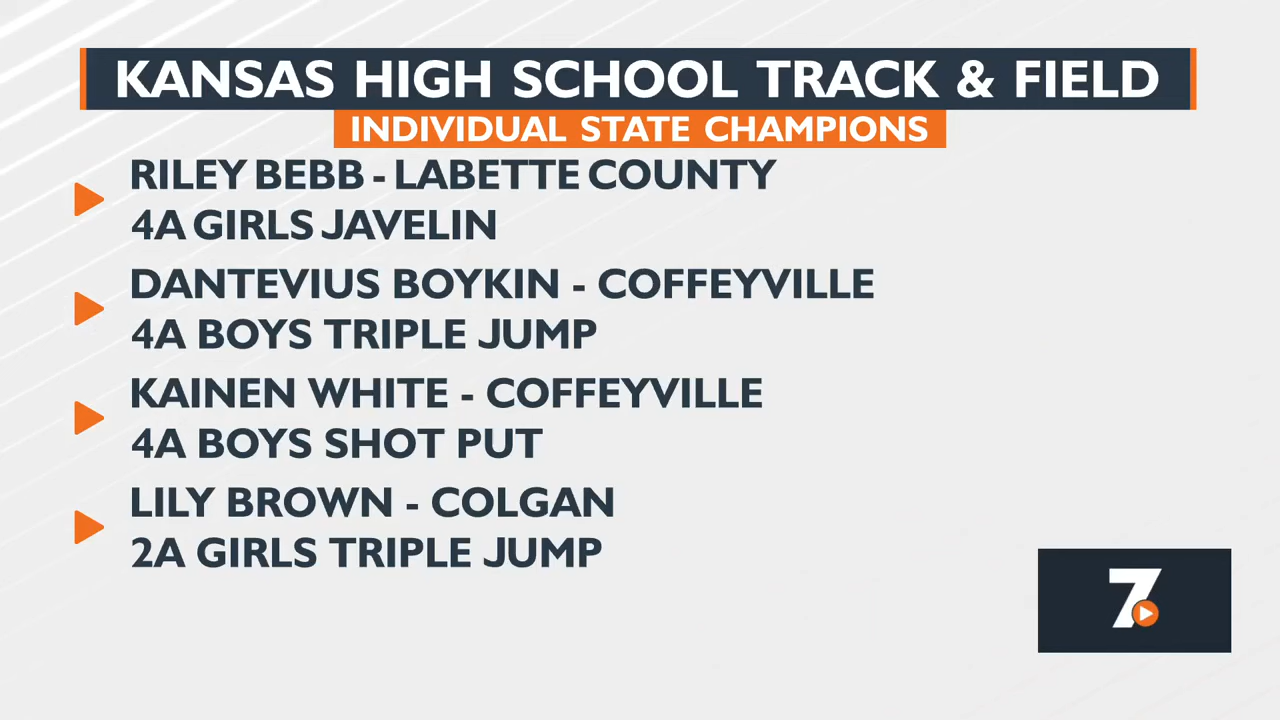 KANSAS HIGH SCHOOL TRACK & FIELD
INDIVIDUAL STATE CHAMPIONS
RILEY BEBB - LABETTE COUNTY
4A GIRLS JAVELIN
DANTEVIUS BOYKIN - COFFEYVILLE
4A BOYS TRIPLE JUMP
KAINEN WHITE - COFFEYVILLE
4A BOYS SHOT PUT
LILY BROWN - COLGAN
2A GIRLS TRIPLE JUMP
7